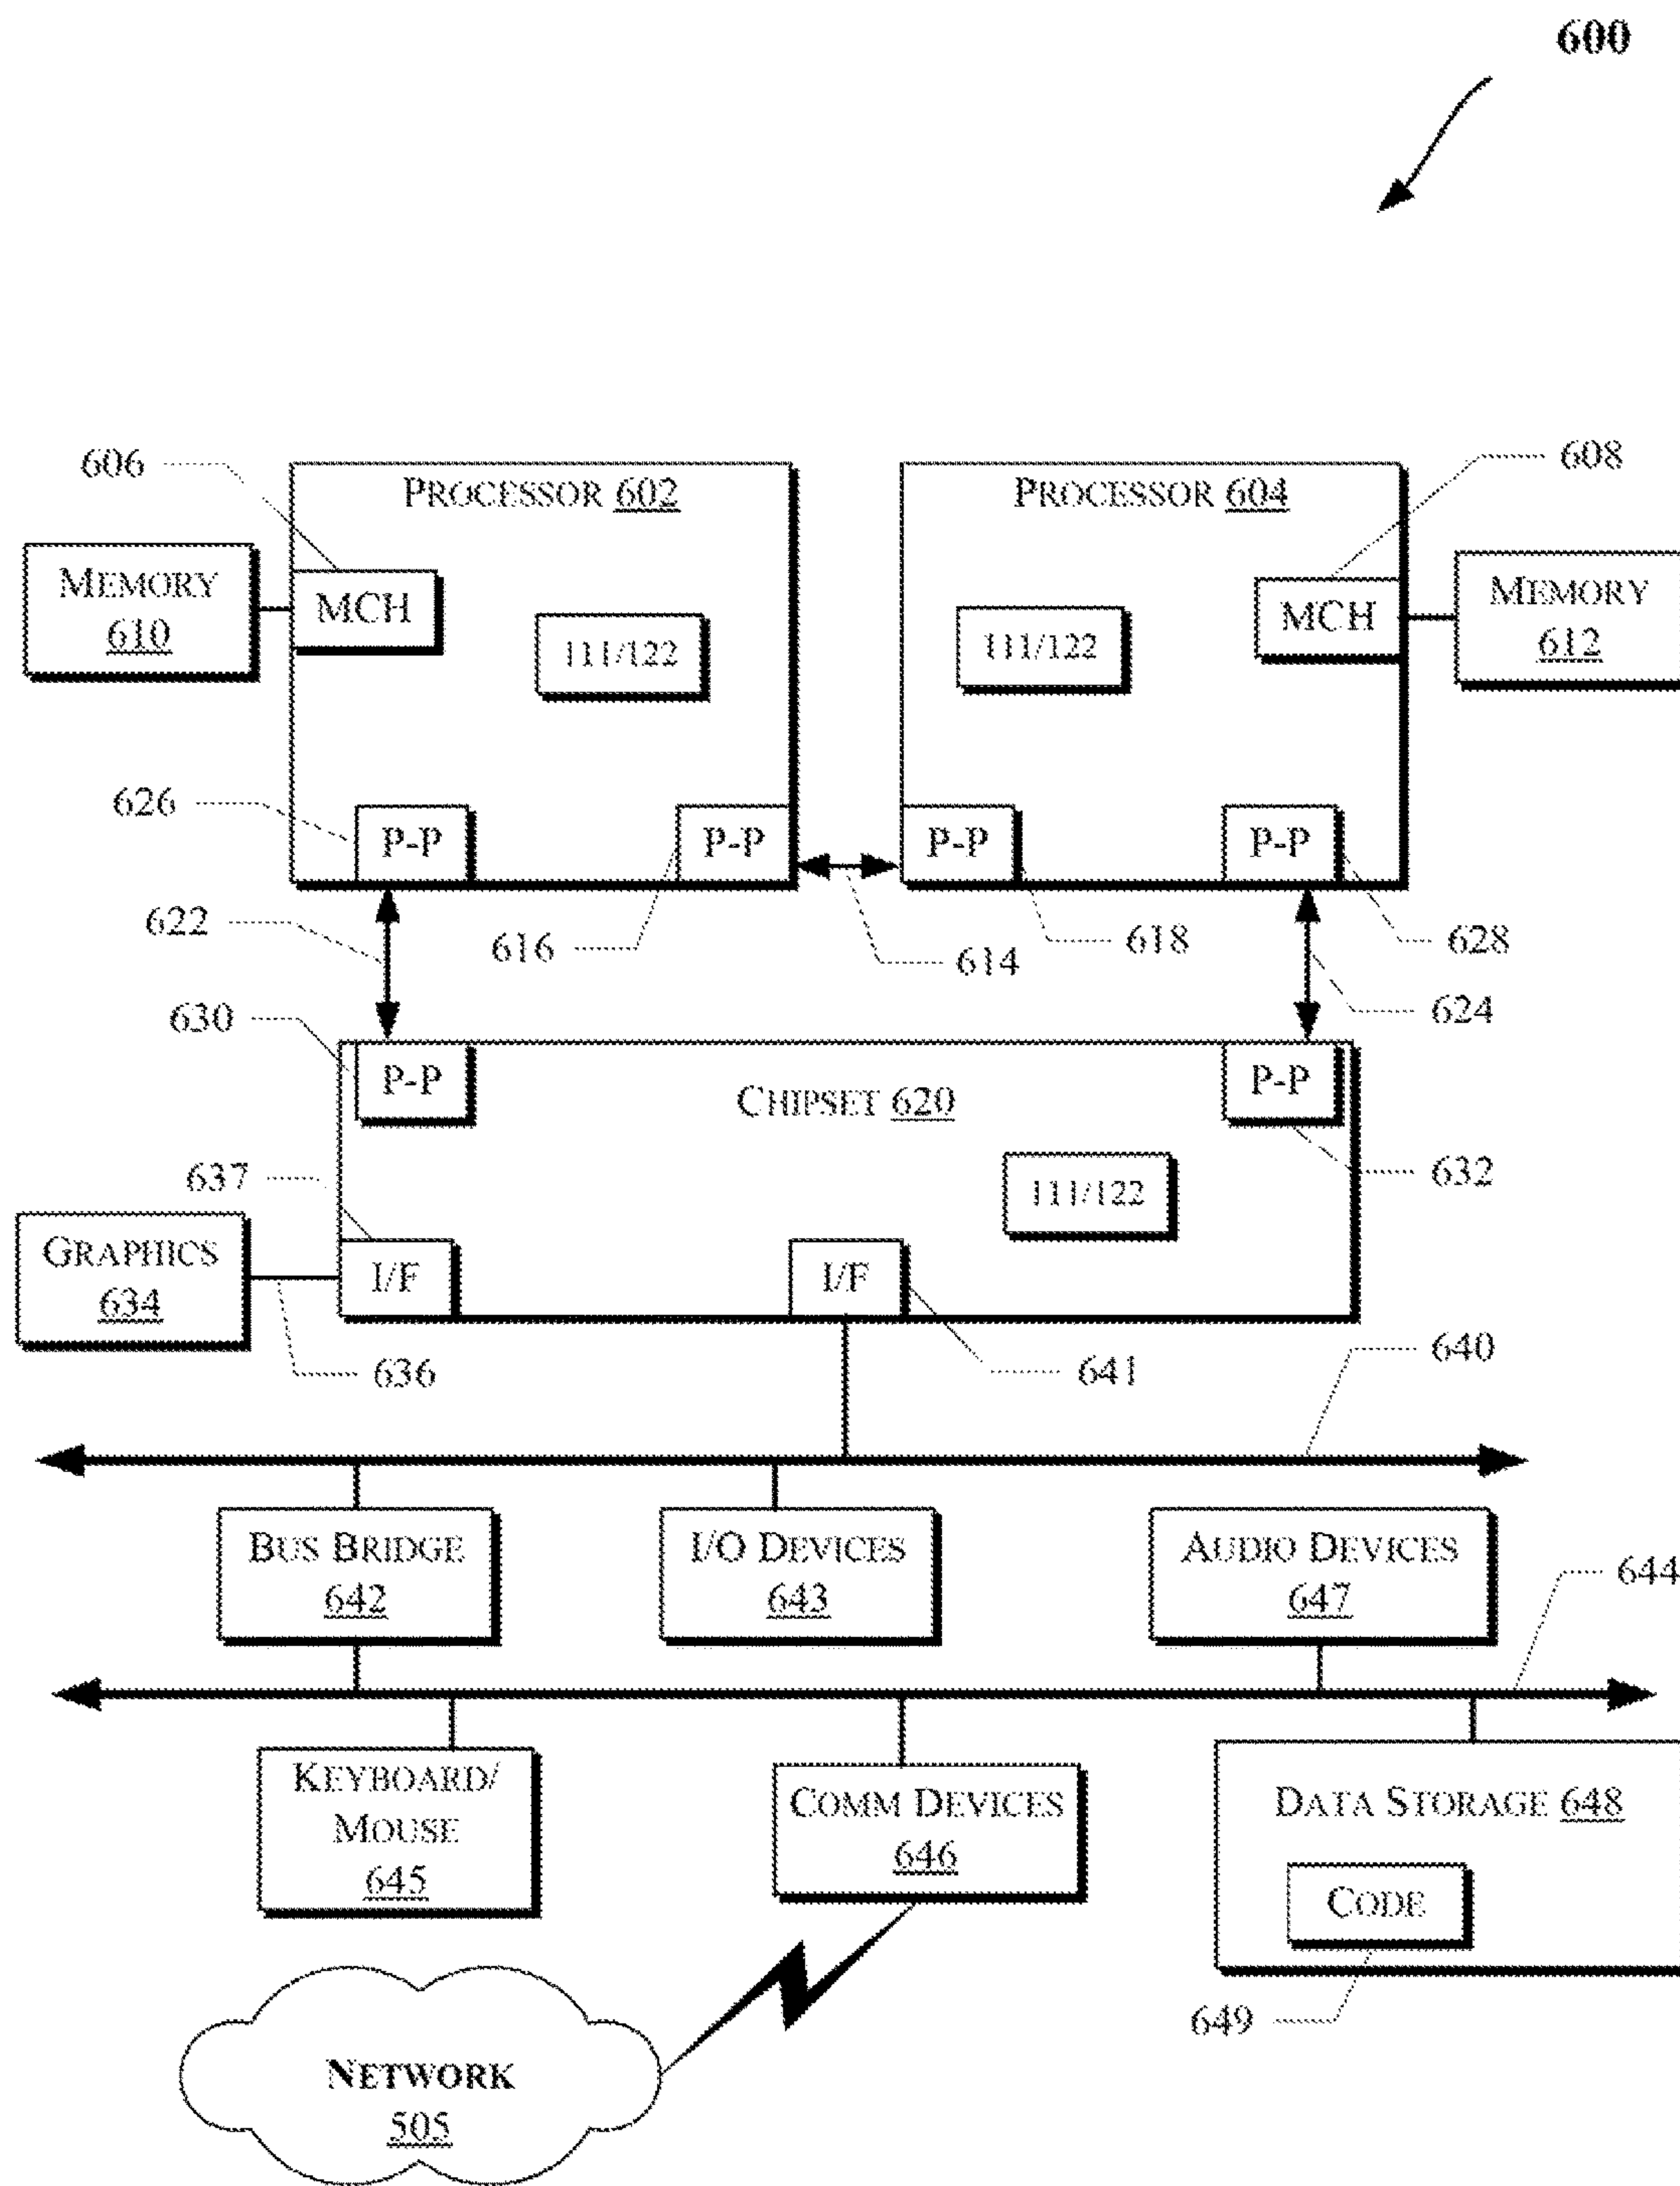 600
606
608
PROCESSOR 602
PROCESSOR 604
MEMORY
610
MCH
111/122
111/122
MCH
MEMORY
612
626
P-P
P-P
P-P
P-P
622
616
614
618
628
624
630
P-P
CHIPSET 620
P-P
637
111/122
632
GRAPHICS
634
I/F
I/F
636
641
640
BUS BRIDGE
642
I/O DEVICES
643
AUDIO DEVICES
647
644
KEYBOARD/
MOUSE
645
COMM DEVICES
646
DATA STORAGE 648
CODE
649
NETWORK
505